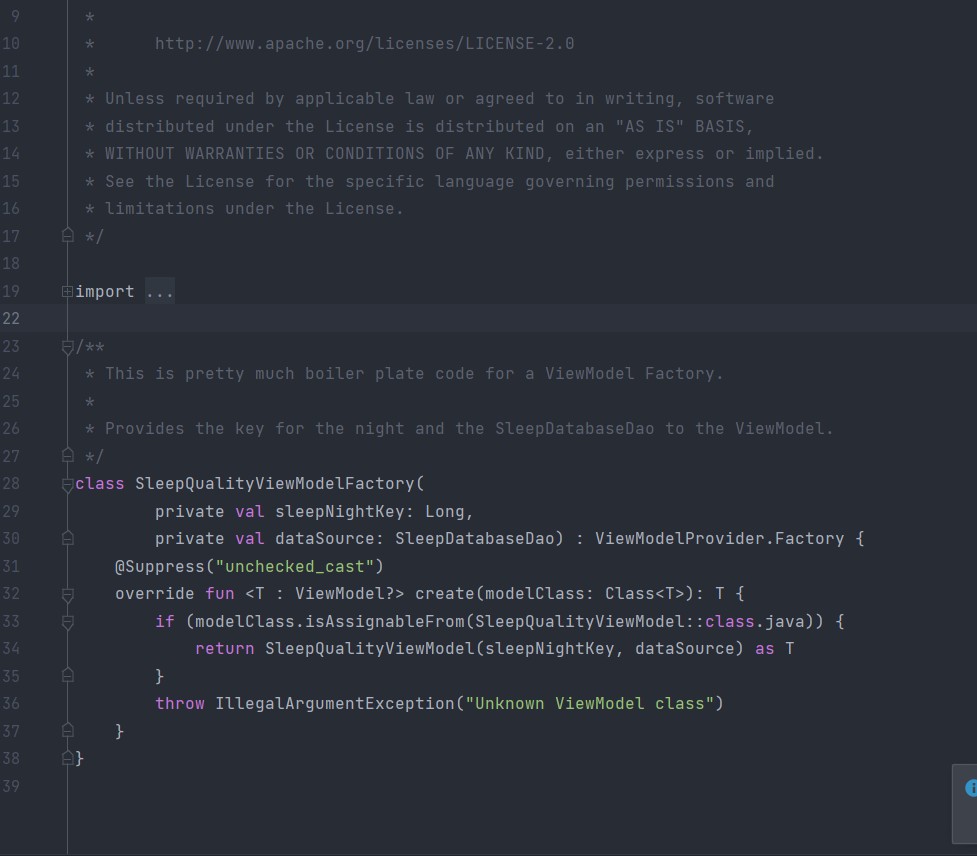 9 *
10 * http://www.apache.org/licenses/LICENSE-2.0
11 *
12 * Unless required by applicable law or agreed to in writing, software
13 * distributed under the License is distributed on an "AS IS" BASIS,
14 * WITHOUT WARRANTIES OR CONDITIONS OF ANY KIND, either express or implied.
15 * See the License for the specific language governing permissions and
16 * limitations under the License.
17 */
18
19 import ...
22
23 /**
24 * This is pretty much boiler plate code for a ViewModel Factory.
25 *
26 * Provides the key for the night and the SleepDatabaseDao to the ViewModel.
27 */
28 class SleepQualityViewModelFactory(
29         private val sleepNightKey: Long,
30         private val dataSource: SleepDatabaseDao) : ViewModelProvider.Factory {
31     @Suppress("unchecked_cast")
32     override fun <T : ViewModel?> create(modelClass: Class<T>): T {
33         if (modelClass.isAssignableFrom(SleepQualityViewModel::class.java)) {
34             return SleepQualityViewModel(sleepNightKey, dataSource) as T
35         }
36         throw IllegalArgumentException("Unknown ViewModel class")
37     }
38 }
39